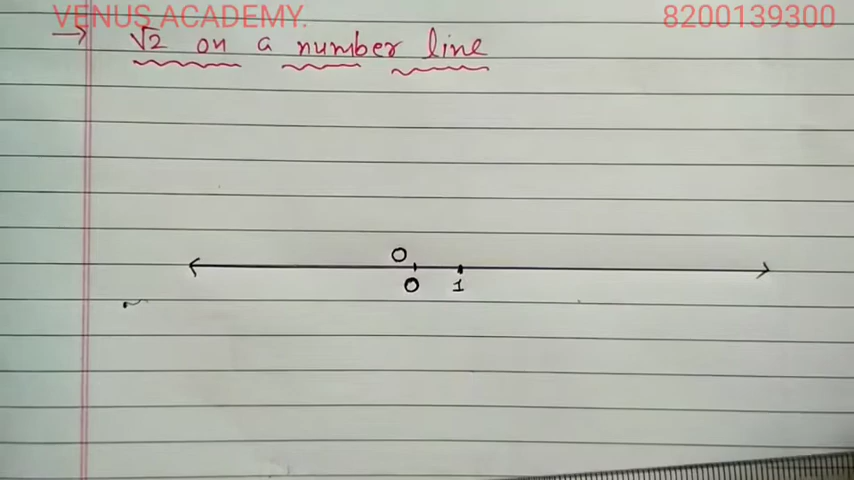 VENUS ACADEMY.
8200139300
→ √2 on a number line
O
0 1